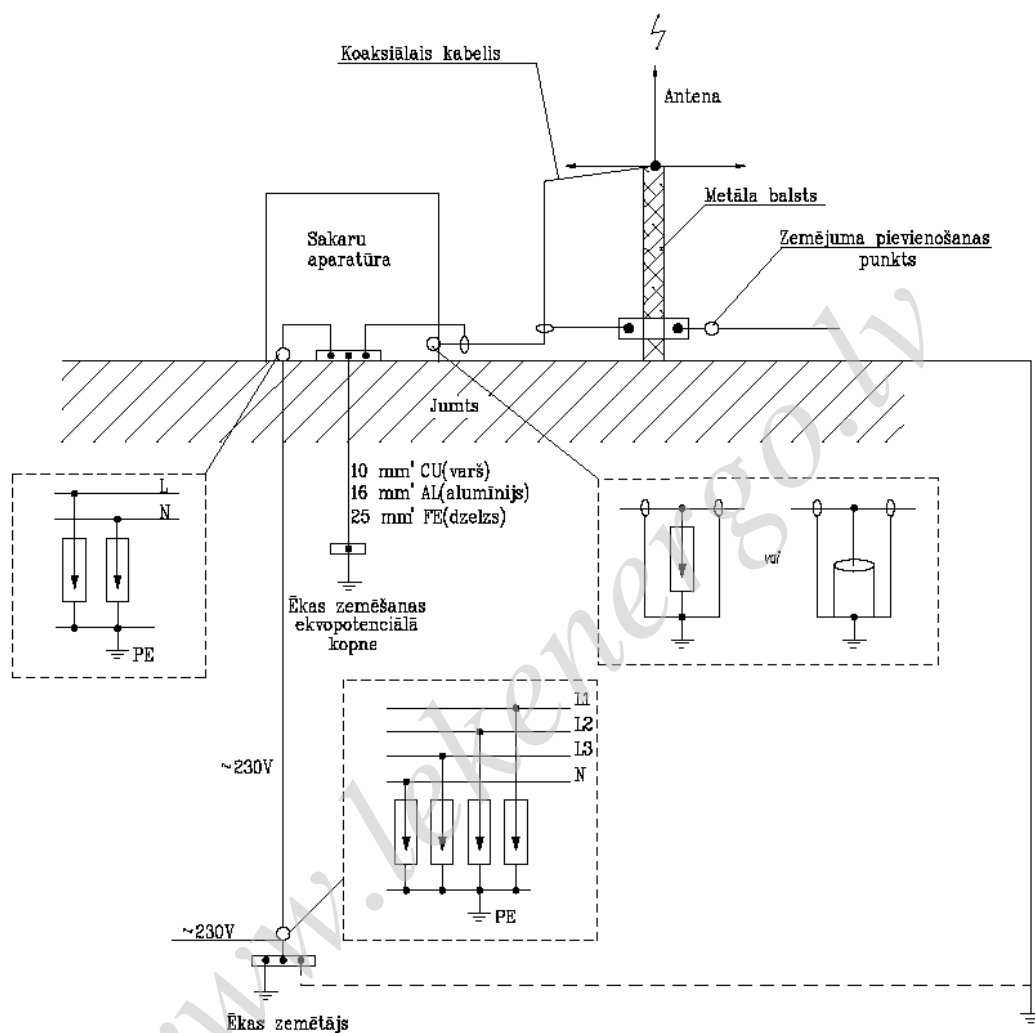 Koaksiālais kabelis
Antena
Metāla balsts
Sakaru
aparatūra
Zemējuma pievienošanas
punkts
Jumts
L
N
PE
10 mm' CU(varš)
16 mm' AL(alumīnijs)
25 mm' FE(dzelzs)
Ēkas zemēšanas
ekvopotenciālā
kopne
vai
L1
L2
L3
N
PE
~230V
~230V
Ēkas zemētājs
www.lekenergo.lv